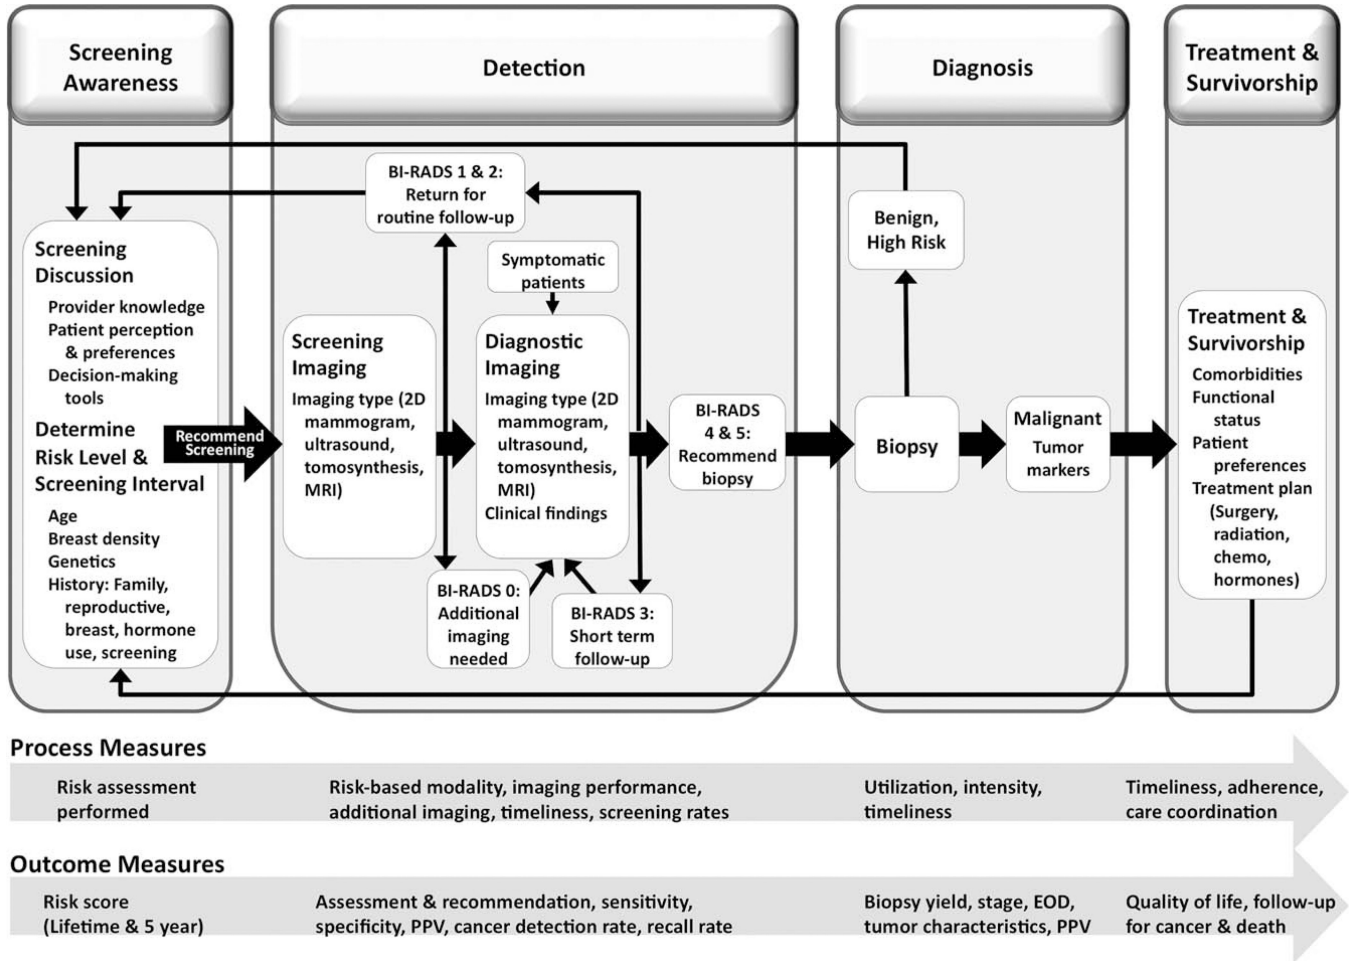 Screening
Awareness
Detection
Diagnosis
Treatment &
Survivorship
Screening
Discussion
Provider knowledge
Patient perception
& preferences
Decision-making
tools
Determine
Risk Level &
Screening Interval
Age
Breast density
Genetics
History: Family,
reproductive,
breast, hormone
use, screening
Recommend
Screening
BI-RADS 1 & 2:
Return for
routine follow-up
Symptomatic
patients
Screening
Imaging
Imaging type (2D
mammogram,
ultrasound,
tomosynthesis,
MRI)
Diagnostic
Imaging
Imaging type (2D
mammogram,
ultrasound,
tomosynthesis,
MRI)
Clinical findings
BI-RADS 0:
Additional
imaging
needed
BI-RADS 3:
Short term
follow-up
BI-RADS
4 & 5:
Recommend
biopsy
Benign,
High Risk
Biopsy
Malignant
Tumor
markers
Treatment &
Survivorship
Comorbidities
Functional
status
Patient
preferences
Treatment plan
(Surgery,
radiation,
chemo,
hormones)
Process Measures
Risk assessment
performed
Risk-based modality, imaging performance,
additional imaging, timeliness, screening rates
Utilization, intensity,
timeliness
Timeliness, adherence,
care coordination
Outcome Measures
Risk score
(Lifetime & 5 year)
Assessment & recommendation, sensitivity,
specificity, PPV, cancer detection rate, recall rate
Biopsy yield, stage, EOD,
tumor characteristics, PPV
Quality of life, follow-up
for cancer & death